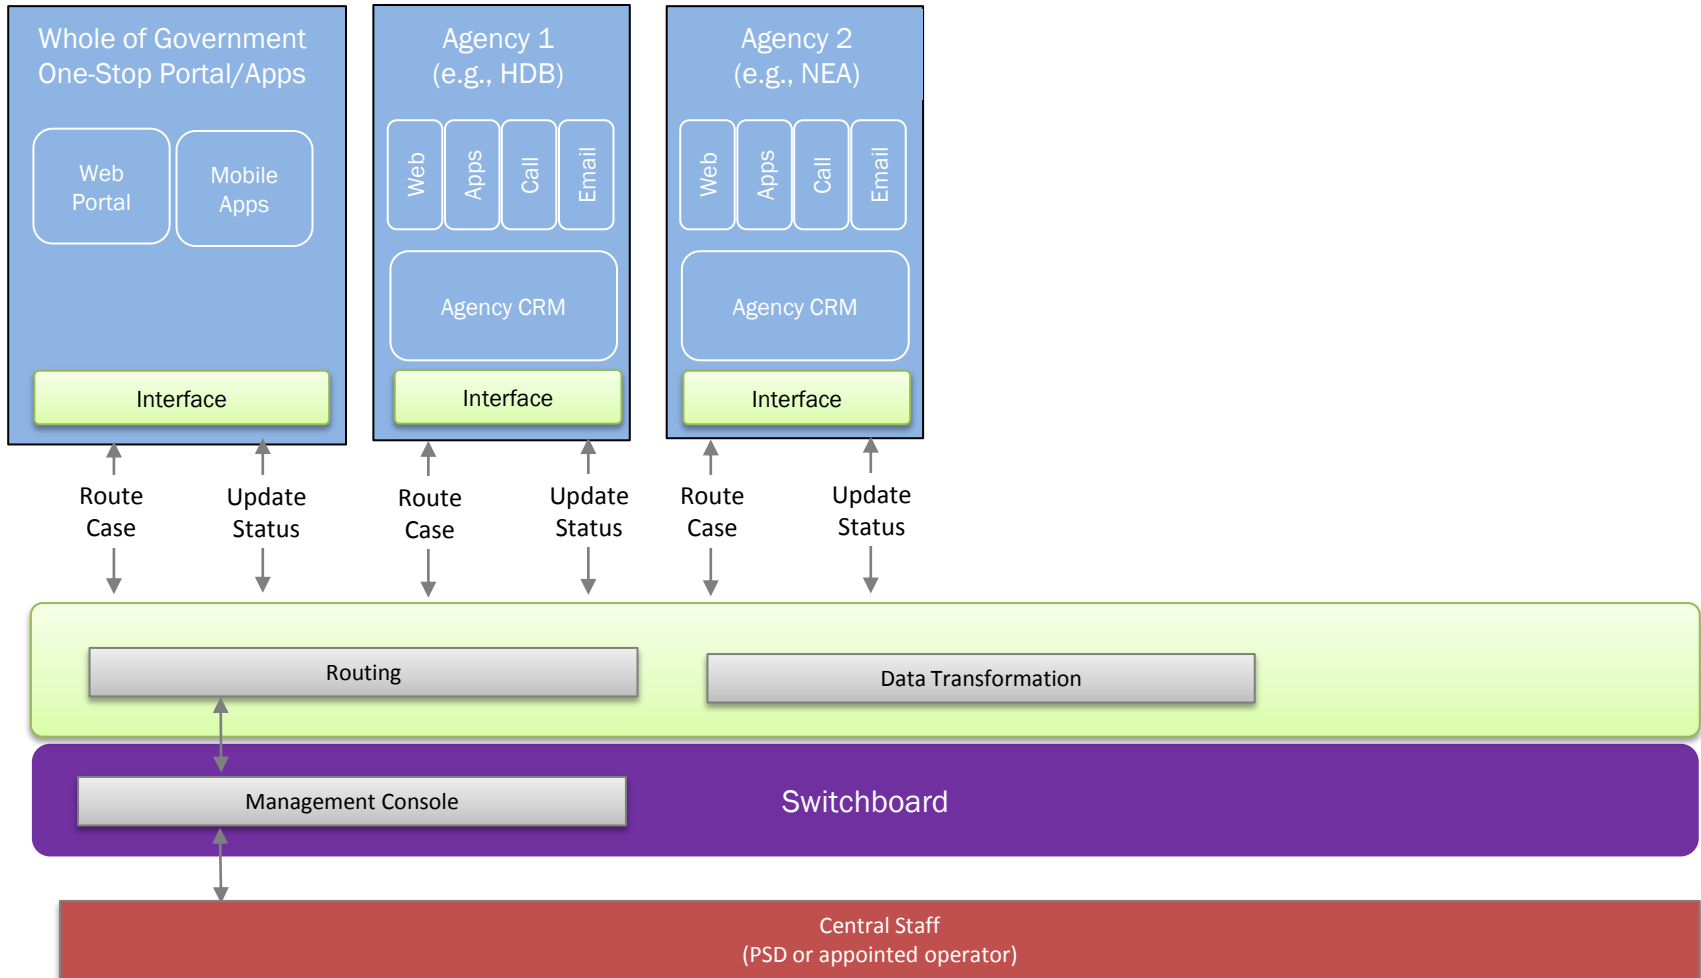 Whole of Government
One-Stop Portal/Apps
Web
Portal
Mobile
Apps
Interface
Agency 1
(e.g., HDB)
Web
Apps
Call
Email
Agency CRM
Interface
Agency 2
(e.g., NEA)
Web
Apps
Call
Email
Agency CRM
Interface
Route
Case
Update
Status
Route
Case
Update
Status
Route
Case
Update
Status
Routing
Data Transformation
Management Console
Switchboard
Central Staff
(PSD or appointed operator)